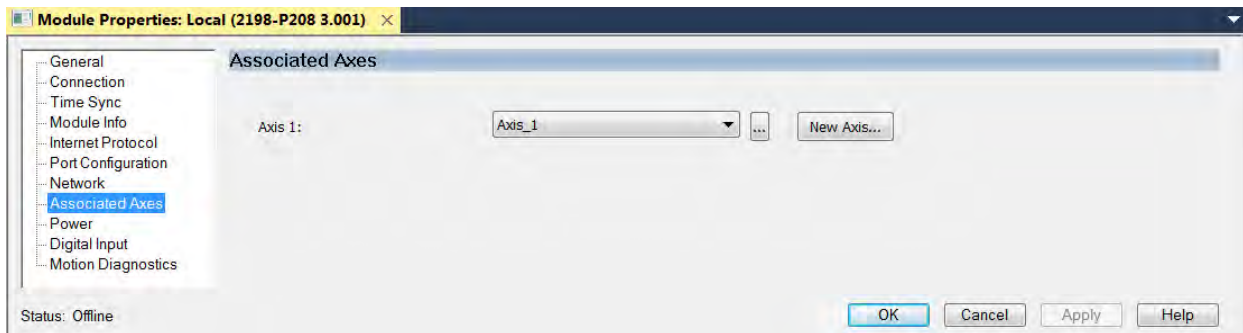 Module Properties: Local (2198-P208 3.001) ×
General
Connection
Time Sync
Module Info
Internet Protocol
Port Configuration
Network
Associated Axes
Power
Digital Input
Motion Diagnostics
Associated Axes
Axis 1: Axis_1 ... New Axis...
Status: Offline OK Cancel Apply Help